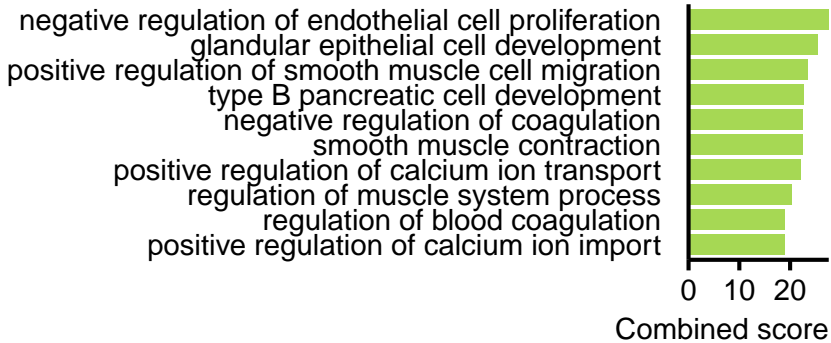 negative regulation of endothelial cell proliferation
glandular epithelial cell development
positive regulation of smooth muscle cell migration
type B pancreatic cell development
negative regulation of coagulation
smooth muscle contraction
positive regulation of calcium ion transport
regulation of muscle system process
regulation of blood coagulation
positive regulation of calcium ion import
0 10 20
Combined score